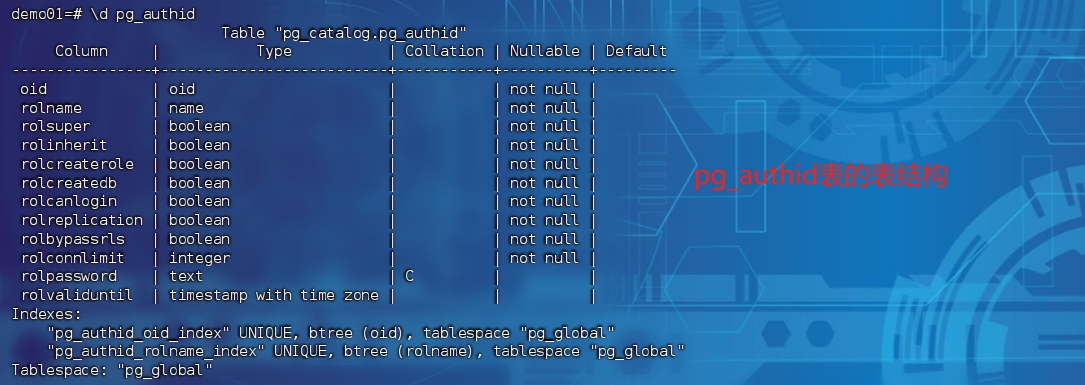 demo01=# \d pg_authid
                        Table "pg_catalog.pg_authid"
     Column     |           Type           | Collation | Nullable | Default
----------------+--------------------------+-----------+----------+---------
 oid            | oid                      |           | not null |
 rolname        | name                     |           | not null |
 rolsuper       | boolean                  |           | not null |
 rolinherit     | boolean                  |           | not null |
 rolcreaterole  | boolean                  |           | not null |
 rolcreatedb    | boolean                  |           | not null |
 rolcanlogin    | boolean                  |           | not null |
 rolreplication | boolean                  |           | not null |
 rolbypassrls   | boolean                  |           | not null |
 rolconnlimit   | integer                  |           | not null |
 rolpassword    | text                     | C         |          |
 rolvaliduntil  | timestamp with time zone |           |          |
Indexes:
    "pg_authid_oid_index" UNIQUE, btree (oid), tablespace "pg_global"
    "pg_authid_rolname_index" UNIQUE, btree (rolname), tablespace "pg_global"
Tablespace: "pg_global"
pg_authid表的表结构